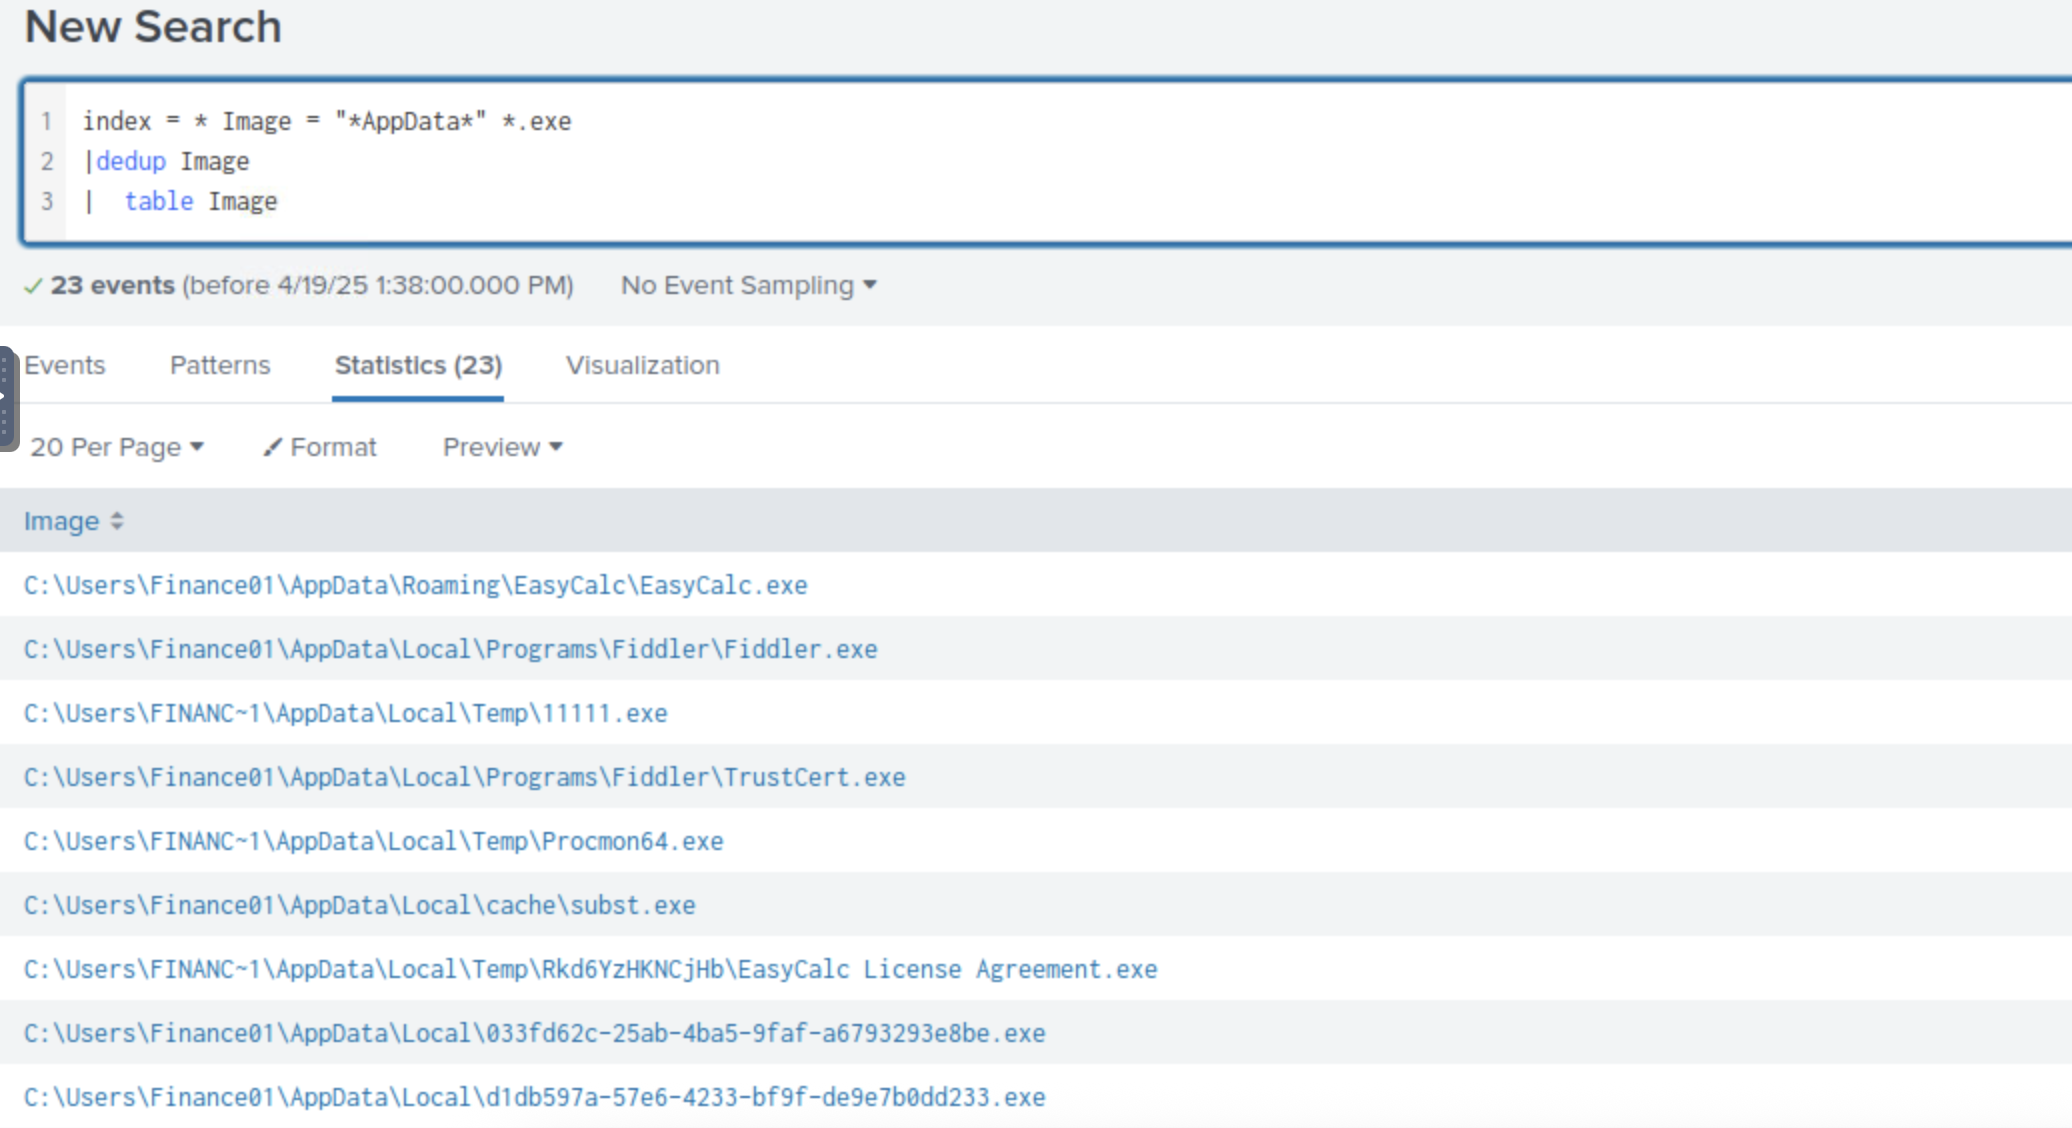 New Search
1 index = * Image = "*AppData*" *.exe
2 |dedup Image
3 |  table Image
23 events (before 4/19/25 1:38:00.000 PM) No Event Sampling
Events Patterns Statistics (23) Visualization
20 Per Page Format Preview
Image
C:\Users\Finance01\AppData\Roaming\EasyCalc\EasyCalc.exe
C:\Users\Finance01\AppData\Local\Programs\Fiddler\Fiddler.exe
C:\Users\FINANC~1\AppData\Local\Temp\11111.exe
C:\Users\Finance01\AppData\Local\Programs\Fiddler\TrustCert.exe
C:\Users\FINANC~1\AppData\Local\Temp\Procmon64.exe
C:\Users\Finance01\AppData\Local\cache\subst.exe
C:\Users\FINANC~1\AppData\Local\Temp\Rkd6YzHKNCjHb\EasyCalc License Agreement.exe
C:\Users\Finance01\AppData\Local\033fd62c-25ab-4ba5-9faf-a6793293e8be.exe
C:\Users\Finance01\AppData\Local\d1db597a-57e6-4233-bf9f-de9e7b0dd233.exe